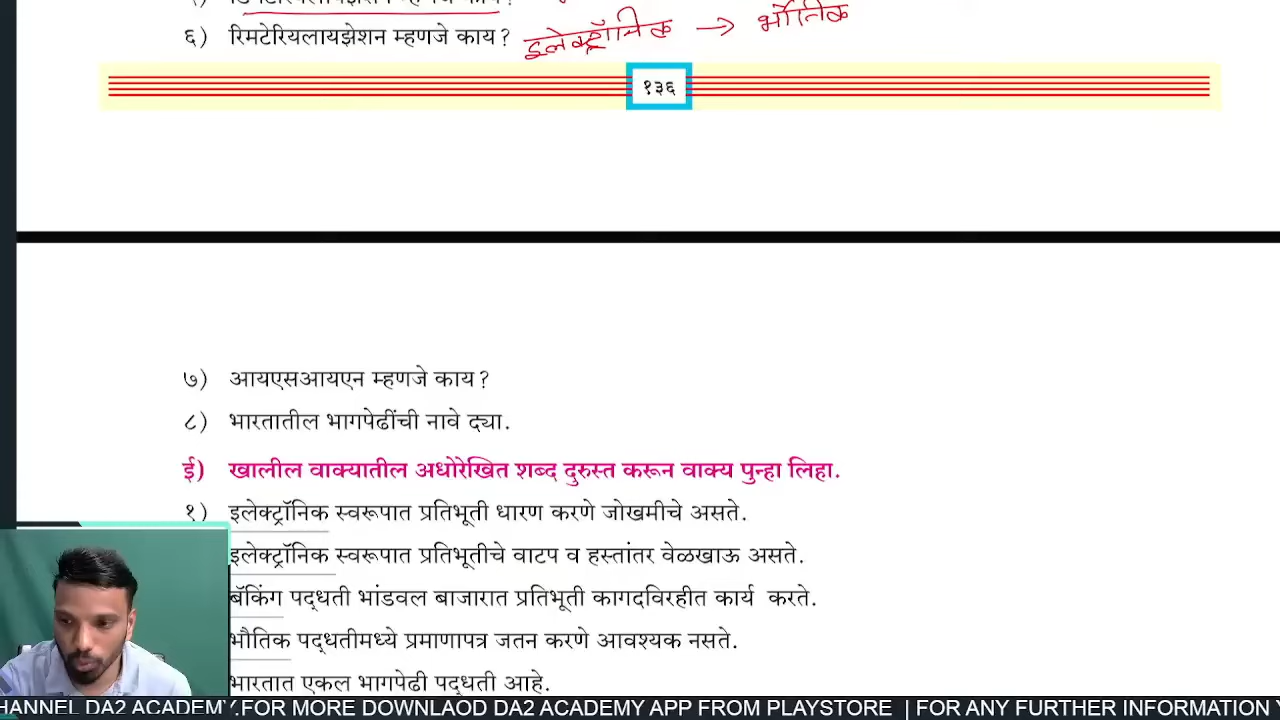 ६) रिमटेरियलायझेशन म्हणजे काय? इलेक्ट्रॉनिक → भौतिक
१३६
७) आयएसआयएन म्हणजे काय?
८) भारतातील भागपेढींची नावे द्या.
ई) खालील वाक्यातील अधोरेखित शब्द दुरुस्त करून वाक्य पुन्हा लिहा.
१) इलेक्ट्रॉनिक स्वरूपात प्रतिभूती धारण करणे जोखमीचे असते.
इलेक्ट्रॉनिक स्वरूपात प्रतिभूतीचे वाटप व हस्तांतर वेळखाऊ असते.
बॅकिंग पद्धती भांडवल बाजारात प्रतिभूती कागदविरहीत कार्य करते.
भौतिक पद्धतीमध्ये प्रमाणापत्र जतन करणे आवश्यक नसते.
भारतात एकल भागपेढी पद्धती आहे.
HANNEL DA2 ACADEMY.FOR MORE DOWNLAOD DA2 ACADEMY APP FROM PLAYSTORE | FOR ANY FURTHER INFORMATION